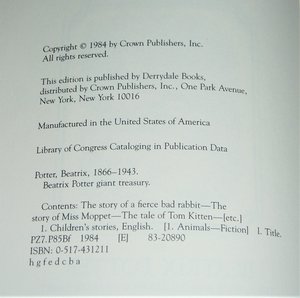 Copyright © 1984 by Crown Publishers, Inc.
All rights reserved.
This edition is published by Derrydale Books,
distributed by Crown Publishers, Inc., One Park Avenue,
New York, New York 10016
Manufactured in the United States of America
Library of Congress Cataloging in Publication Data
Potter, Beatrix, 1866–1943.
Beatrix Potter giant treasury.
Contents: The story of a fierce bad rabbit—The
story of Miss Moppet—The tale of Tom Kitten—[etc.]
1. Children's stories, English. [1. Animals—Fiction] I. Title.
PZ7.P85Bf 1984 [E] 83-20890
ISBN: 0-517-431211
h g f e d c b a